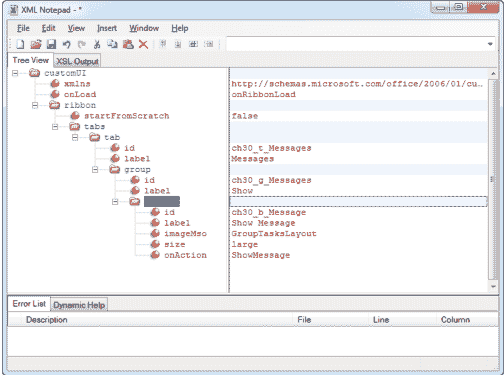 XML Notepad - *
File Edit View Insert Window Help
Tree View XSL Output
customUI
xmlns http://schemas.microsoft.com/office/2006/01/cu...
onLoad onRibbonLoad
ribbon
startFromScratch false
tabs
tab
id ch30_t_Messages
label Messages
group
id ch30_g_Messages
label Show
id ch30_b_Message
label Show Message
imageMso GroupTasksLayout
size large
onAction ShowMessage
Error List Dynamic Help
Description File Line Column